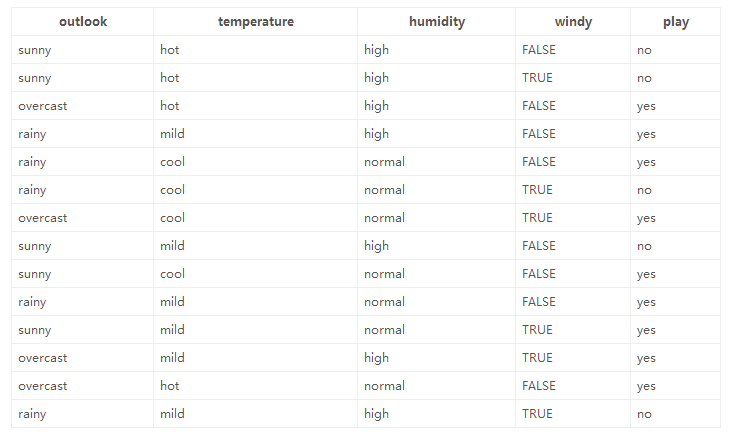 outlook temperature humidity windy play
sunny hot high FALSE no
sunny hot high TRUE no
overcast hot high FALSE yes
rainy mild high FALSE yes
rainy cool normal FALSE yes
rainy cool normal TRUE no
overcast cool normal TRUE yes
sunny mild high FALSE no
sunny cool normal FALSE yes
rainy mild normal FALSE yes
sunny mild normal TRUE yes
overcast mild high TRUE yes
overcast hot normal FALSE yes
rainy mild high TRUE no